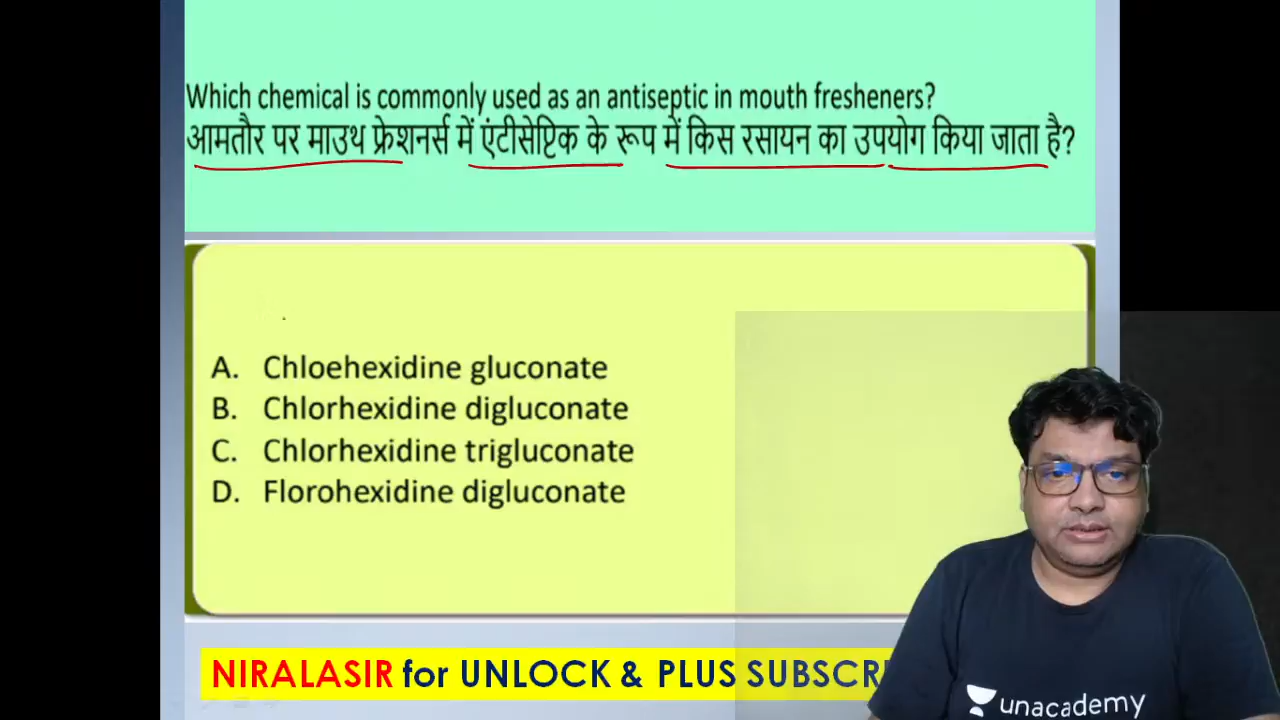 Which chemical is commonly used as an antiseptic in mouth fresheners?
आमतौर पर माउथ फ्रेशनर्स में एंटीसेप्टिक के रूप में किस रसायन का उपयोग किया जाता है?
A. Chloehexidine gluconate
B. Chlorhexidine digluconate
C. Chlorhexidine trigluconate
D. Florohexidine digluconate
NIRALASIR for UNLOCK & PLUS SUBSCR
unacademy